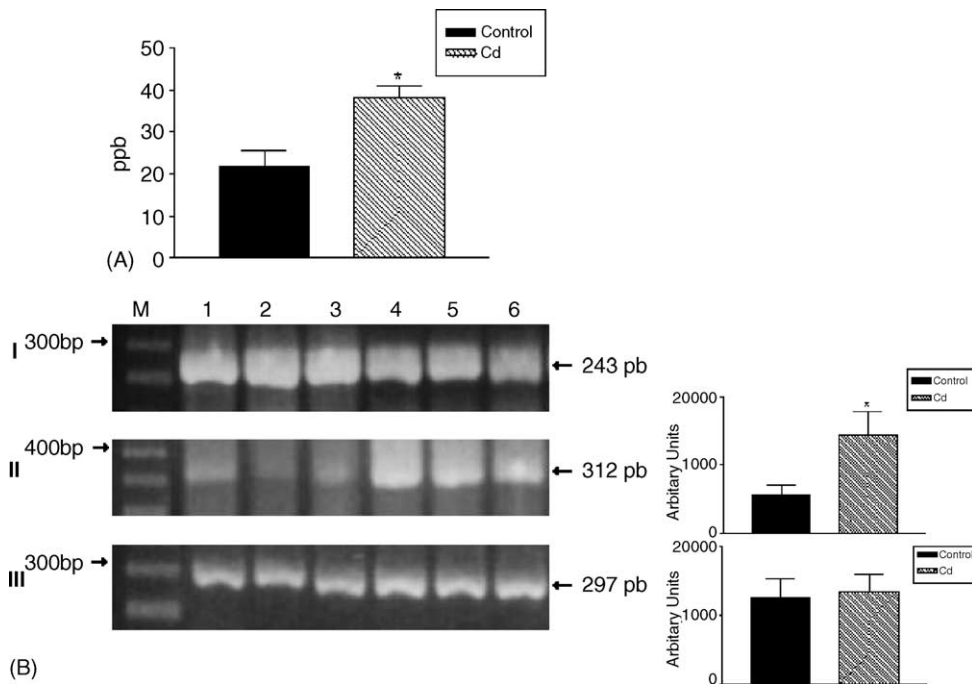 Control
Cd
50
40
30
20
10
0
ppb
*
(A)
M 1 2 3 4 5 6
I 300bp 243 pb
II 400bp 312 pb
III 300bp 297 pb
(B)
Control
Cd
20000
1000
0
Arbitary Units
*
Control
Cd
20000
1000
0
Arbitary Units